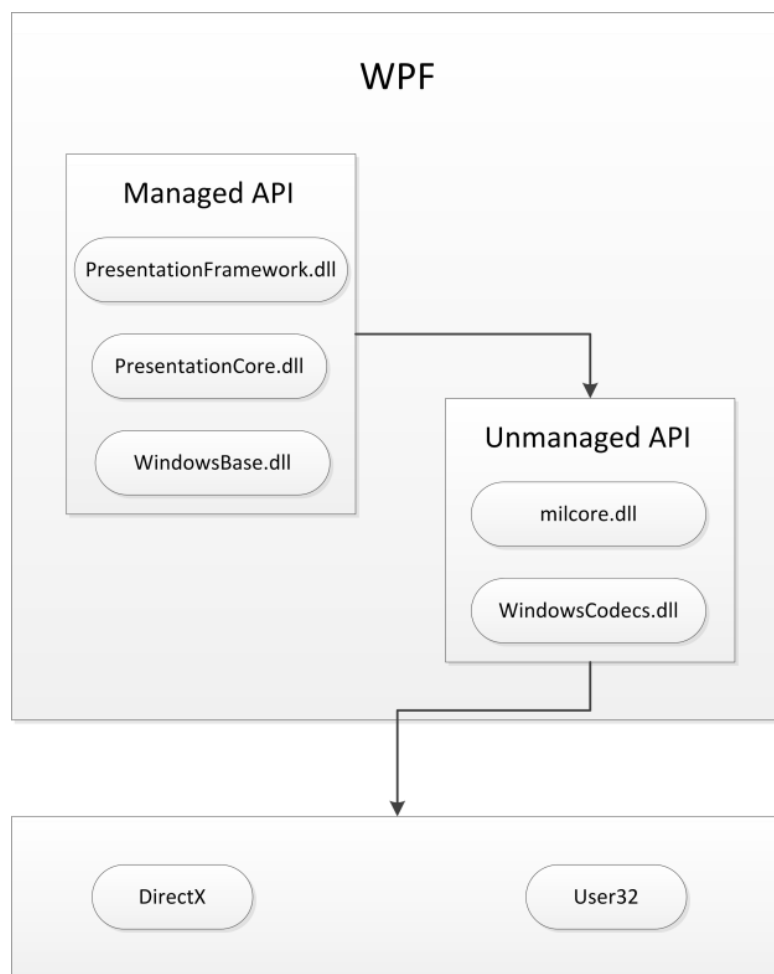 WPF
Managed API
PresentationFramework.dll
PresentationCore.dll
WindowsBase.dll
Unmanaged API
milcore.dll
WindowsCodecs.dll
DirectX
User32